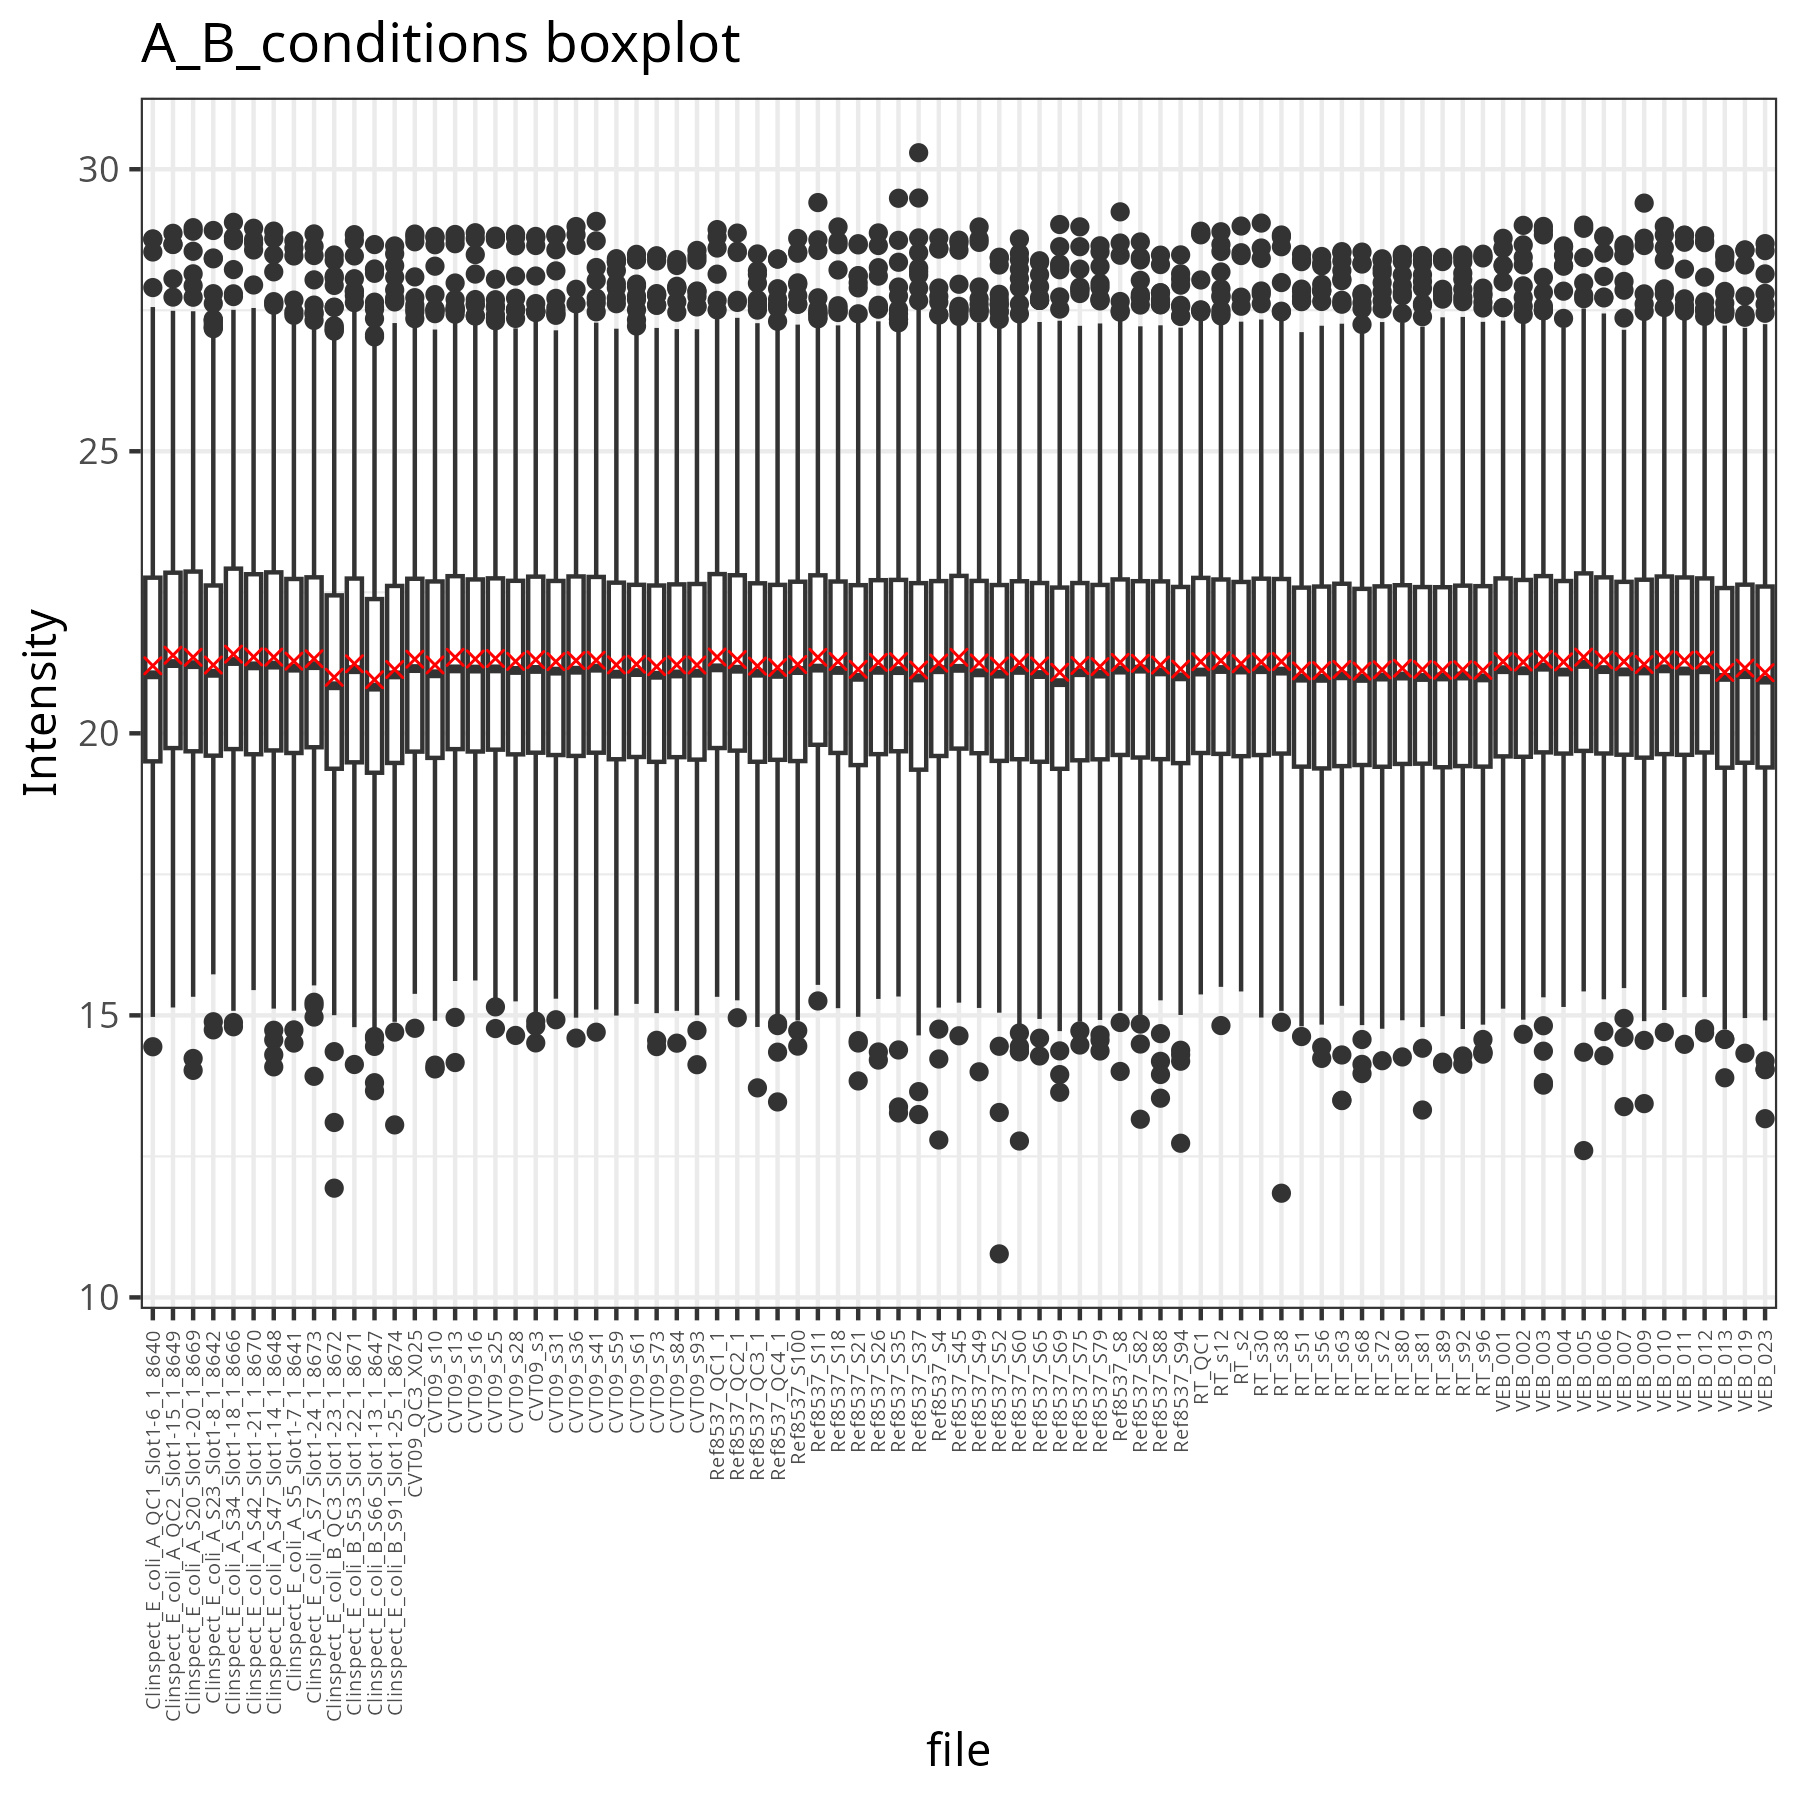 A_B_conditions boxplot
Intensity
30
25
20
15
10
Clinspect_E_coli_A_QC1_Slot1-6_1_8640
Clinspect_E_coli_A_QC2_Slot1-15_1_8649
Clinspect_E_coli_A_S20_Slot1-20_1_8669
Clinspect_E_coli_A_S23_Slot1-8_1_8642
Clinspect_E_coli_A_S34_Slot1-18_1_8666
Clinspect_E_coli_A_S42_Slot1-21_1_8670
Clinspect_E_coli_A_S47_Slot1-14_1_8648
Clinspect_E_coli_A_S5_Slot1-7_1_8641
Clinspect_E_coli_A_S7_Slot1-24_1_8673
Clinspect_E_coli_B_QC3_Slot1-23_1_8672
Clinspect_E_coli_B_S53_Slot1-22_1_8671
Clinspect_E_coli_B_S66_Slot1-13_1_8647
Clinspect_E_coli_B_S91_Slot1-25_1_8674
CVT09_QC3_X025
CVT09_s10
CVT09_s13
CVT09_s16
CVT09_s25
CVT09_s28
CVT09_s3
CVT09_s31
CVT09_s36
CVT09_s41
CVT09_s59
CVT09_s61
CVT09_s73
CVT09_s84
CVT09_s93
Ref8537_QC1_1
Ref8537_QC2_1
Ref8537_QC3_1
Ref8537_QC4_1
Ref8537_S100
Ref8537_S11
Ref8537_S18
Ref8537_S21
Ref8537_S26
Ref8537_S35
Ref8537_S37
Ref8537_S4
Ref8537_S45
Ref8537_S49
Ref8537_S52
Ref8537_S60
Ref8537_S65
Ref8537_S69
Ref8537_S75
Ref8537_S79
Ref8537_S8
Ref8537_S82
Ref8537_S88
Ref8537_S94
RT_QC1
RT_s12
RT_s2
RT_s30
RT_s38
RT_s51
RT_s56
RT_s63
RT_s68
RT_s72
RT_s80
RT_s81
RT_s89
RT_s92
RT_s96
VEB_001
VEB_002
VEB_003
VEB_004
VEB_005
VEB_006
VEB_007
VEB_009
VEB_010
VEB_011
VEB_012
VEB_013
VEB_019
VEB_023
file